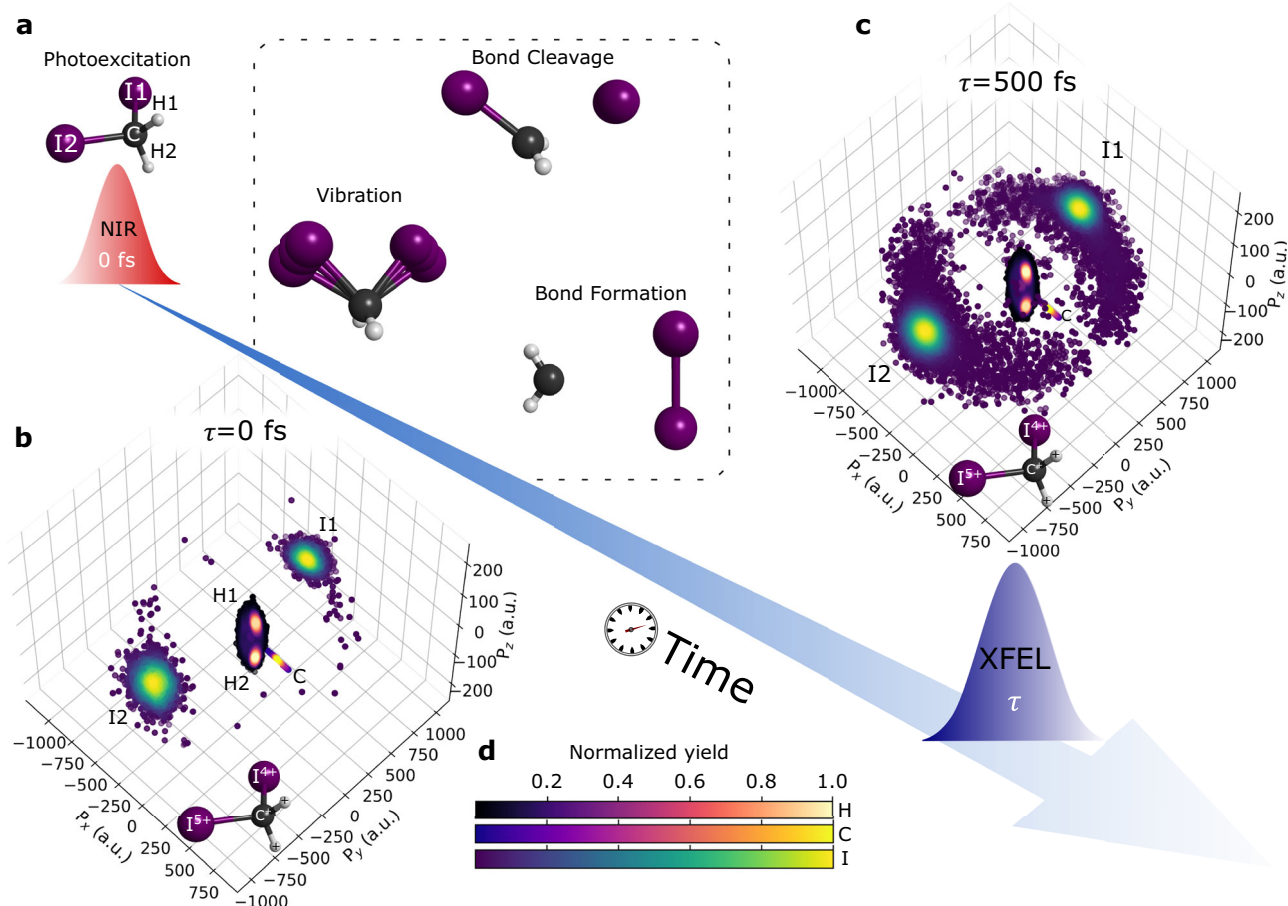 a
Photoexcitation
I1
H1
C
I2
H2
NIR
0 fs
Bond Cleavage
Vibration
Bond Formation
c
τ=500 fs
I1
I2
C
200
100
0
−100
−200
P_z (a.u.)
−1000
−750
−500
−250
0
250
500
750
P_x (a.u.)
1000
750
500
250
0
−250
−500
−750
−1000
P_y (a.u.)
I⁴⁺
I⁵⁺
C⁺
+
+
b
τ=0 fs
I1
H1
H2
C
I2
200
100
0
−100
−200
P_z (a.u.)
−1000
−750
−500
−250
0
250
500
750
P_x (a.u.)
1000
750
500
250
0
−250
−500
−750
−1000
P_y (a.u.)
I⁴⁺
I⁵⁺
C⁺
+
+
Time
XFEL
τ
d
Normalized yield
0.2 0.4 0.6 0.8 1.0
H
C
I